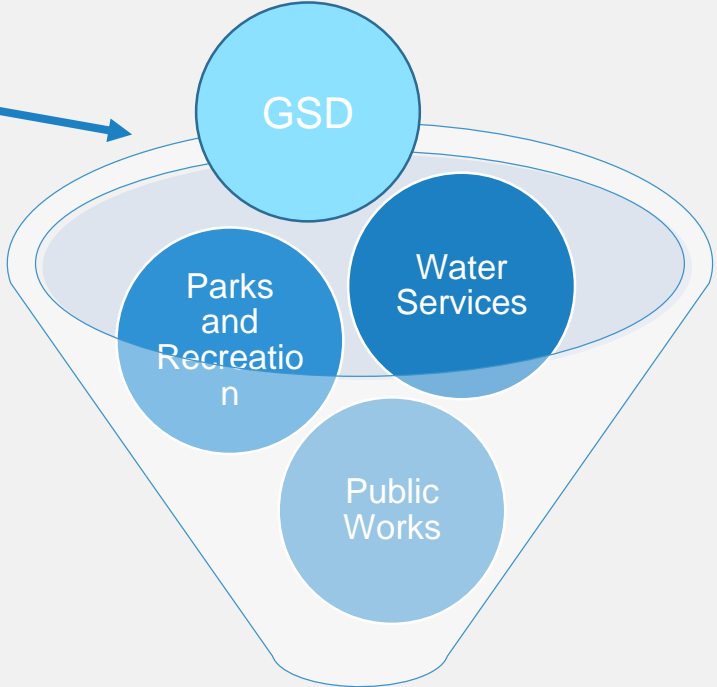 GSD
Water
Services
Parks
and
Recreatio
n
Public
Works